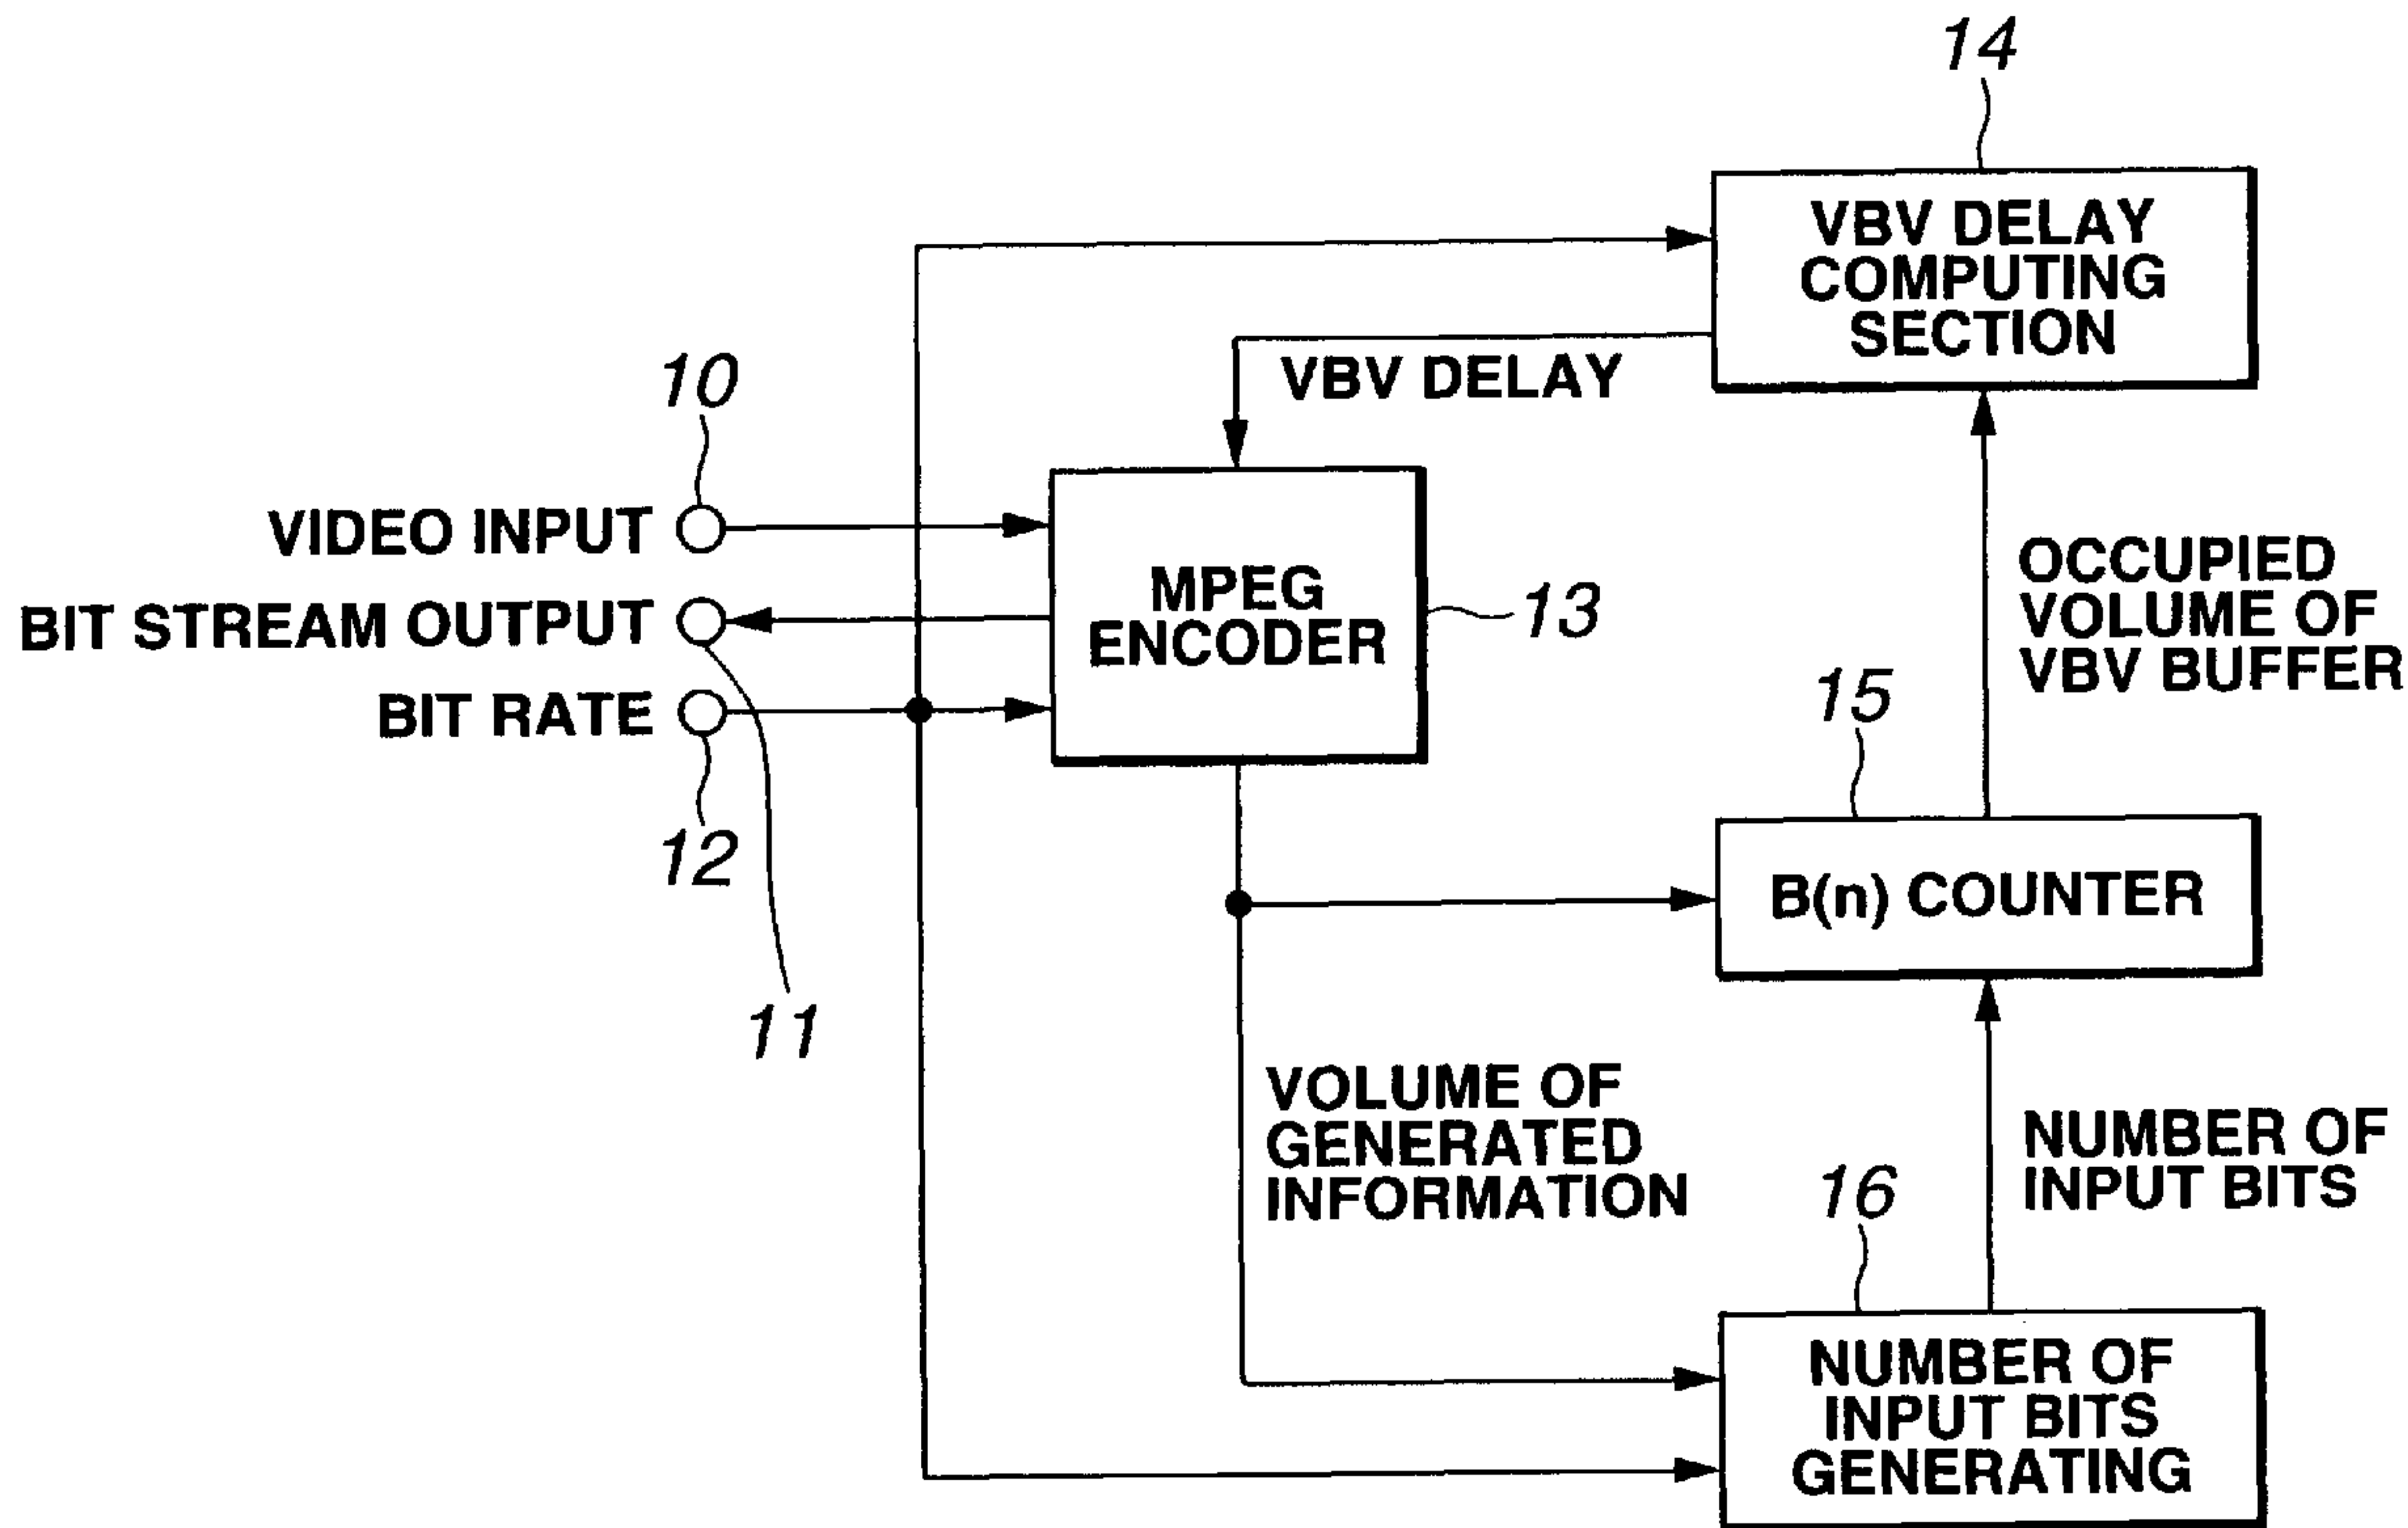 14
VBV DELAY
COMPUTING
SECTION
VBV DELAY
10
VIDEO INPUT
BIT STREAM OUTPUT
BIT RATE
12
11
MPEG
ENCODER
13
OCCUPIED
VOLUME OF
VBV BUFFER
15
B(n) COUNTER
VOLUME OF
GENERATED
INFORMATION
NUMBER OF
INPUT BITS
16
NUMBER OF
INPUT BITS
GENERATING